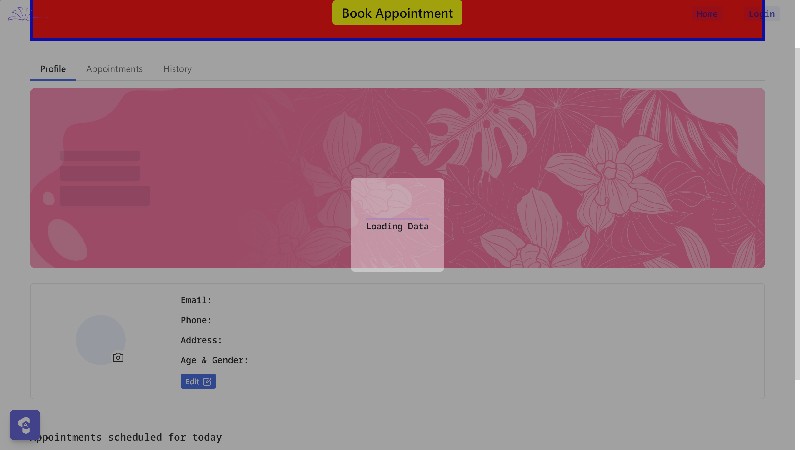 Book Appointment
Home
Login
Profile
Appointments
History
Loading Data
Email:
Phone:
Address:
Age & Gender:
Edit
Appointments scheduled for today